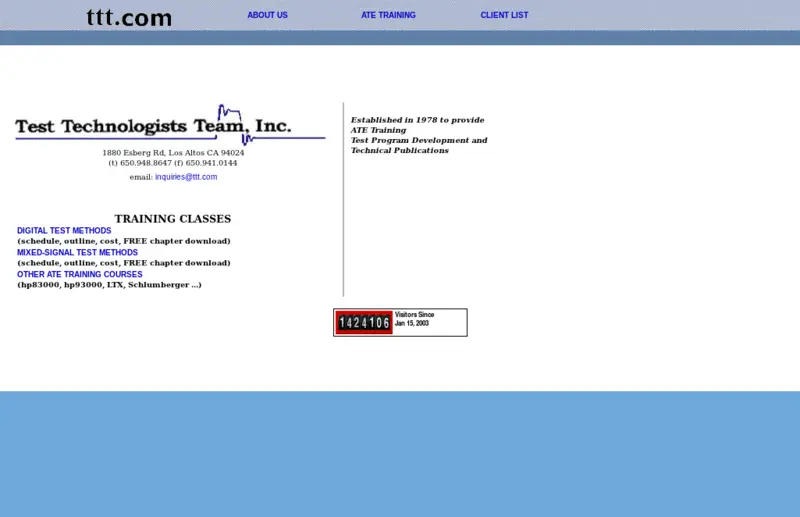 ttt.com
ABOUT US
ATE TRAINING
CLIENT LIST
Test Technologists Team, Inc.
1880 Esberg Rd, Los Altos CA 94024
(t) 650.948.8647 (f) 650.941.0144
email: inquiries@ttt.com
Established in 1978 to provide
ATE Training
Test Program Development and
Technical Publications
TRAINING CLASSES
DIGITAL TEST METHODS
(schedule, outline, cost, FREE chapter download)
MIXED-SIGNAL TEST METHODS
(schedule, outline, cost, FREE chapter download)
OTHER ATE TRAINING COURSES
(hp83000, hp93000, LTX, Schlumberger ...)
1424106
Visitors Since
Jan 15, 2003